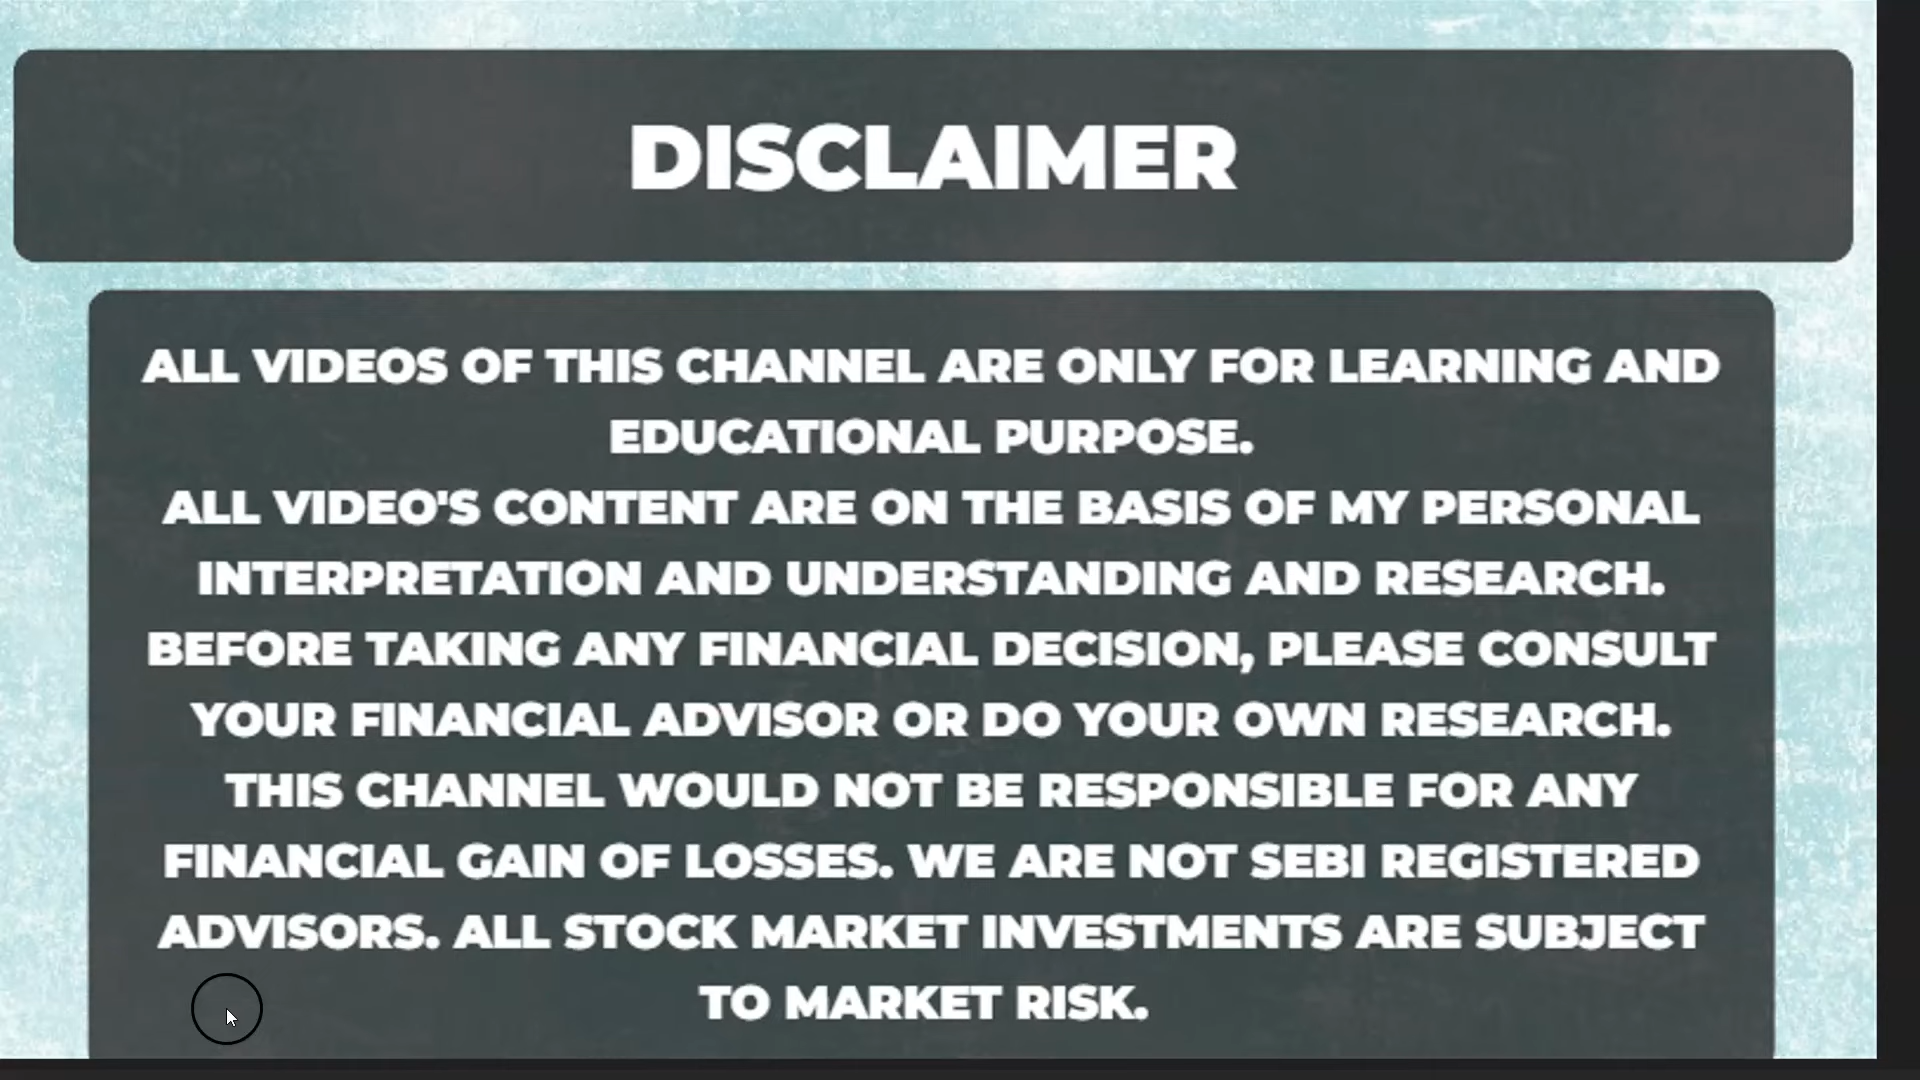 DISCLAIMER
ALL VIDEOS OF THIS CHANNEL ARE ONLY FOR LEARNING AND
EDUCATIONAL PURPOSE.
ALL VIDEO'S CONTENT ARE ON THE BASIS OF MY PERSONAL
INTERPRETATION AND UNDERSTANDING AND RESEARCH.
BEFORE TAKING ANY FINANCIAL DECISION, PLEASE CONSULT
YOUR FINANCIAL ADVISOR OR DO YOUR OWN RESEARCH.
THIS CHANNEL WOULD NOT BE RESPONSIBLE FOR ANY
FINANCIAL GAIN OF LOSSES. WE ARE NOT SEBI REGISTERED
ADVISORS. ALL STOCK MARKET INVESTMENTS ARE SUBJECT
TO MARKET RISK.